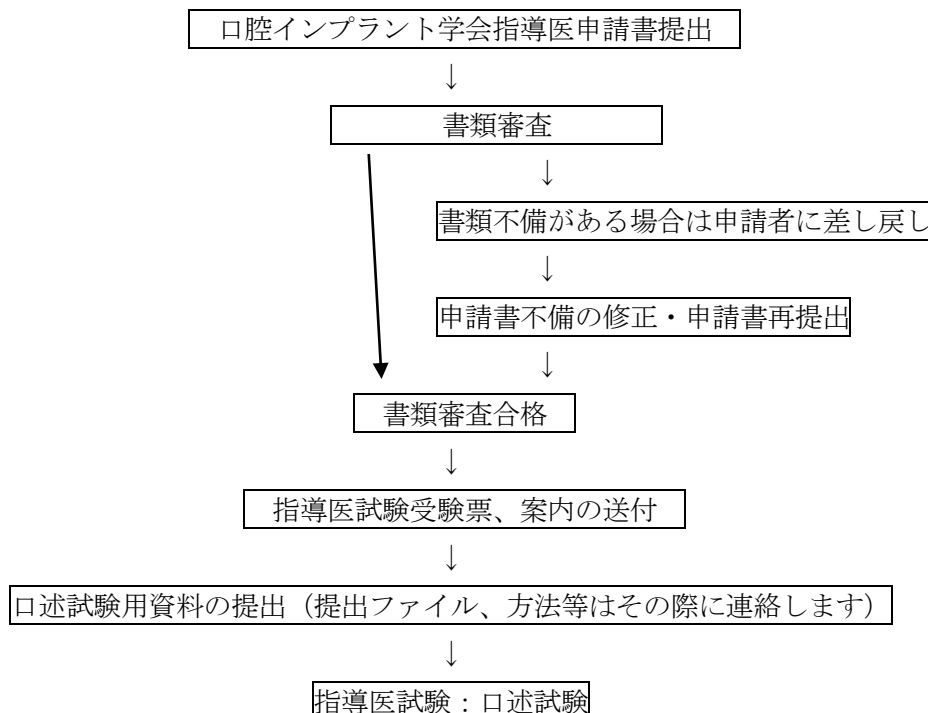 口腔インプラント学会指導医申請書提出
↓
書類審査
↓
書類不備がある場合は申請者に差し戻し
↓
申請書不備の修正・申請書再提出
↓
書類審査合格
↓
指導医試験受験票、案内の送付
↓
口述試験用資料の提出（提出ファイル、方法等はその際に連絡します）
↓
指導医試験：口述試験